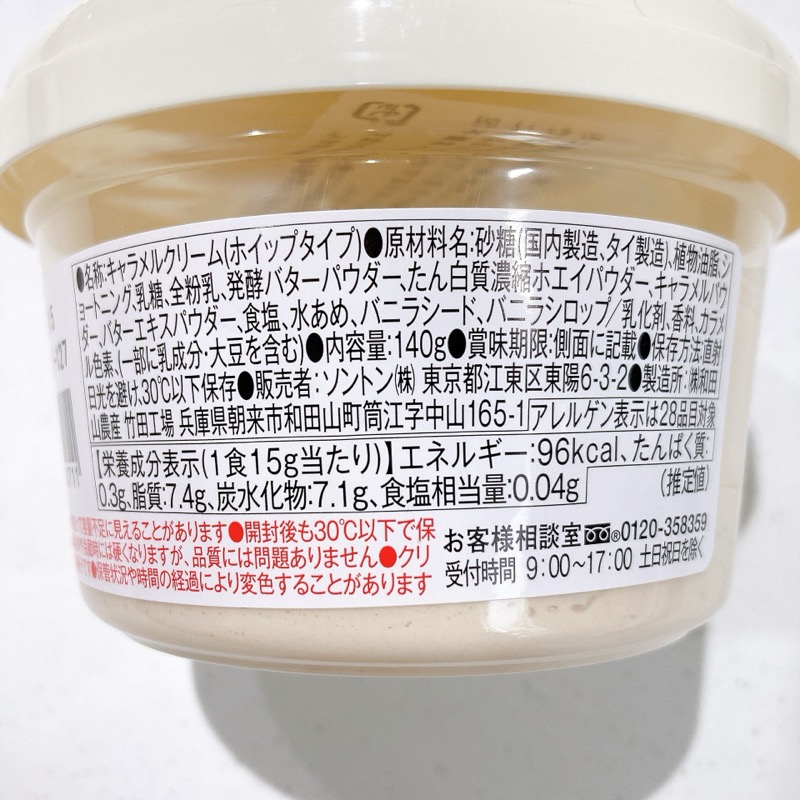 ●名称:キャラメルクリーム(ホイップタイプ)●原材料名:砂糖(国内製造、タイ製造)、植物油脂、シ
ョートニング、乳糖、全粉乳、発酵バターパウダー、たん白質濃縮ホエイパウダー、キャラメルパウ
ダー、バターエキスパウダー、食塩、水あめ、バニラシード、バニラシロップ／乳化剤、香料、カラメ
ル色素、(一部に乳成分・大豆を含む)●内容量:140g●賞味期限:側面に記載●保存方法:直射
日光を避け、30℃以下保存●販売者:ソントン㈱ 東京都江東区東陽6-3-2●製造所:㈱和田
山農産 竹田工場 兵庫県朝来市和田山町筒江字中山165-1 アレルゲン表示は28品目対象
【栄養成分表示(1食15g当たり)】エネルギー:96kcal、たんぱく質:
0.3g、脂質:7.4g、炭水化物:7.1g、食塩相当量:0.04g (推定値)
不足に見えることがあります●開封後も30℃以下で保
時には硬くなりますが、品質には問題ありません●クリ
です●保管状況や時間の経過により変色することがあります
お客様相談室 0120-358359
受付時間 9:00～17:00 土日祝日を除く